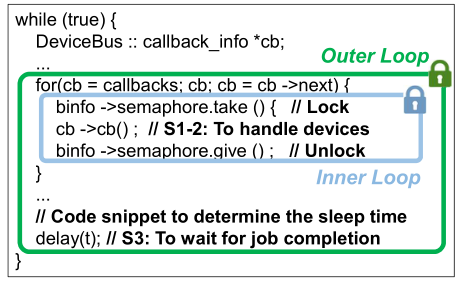 while (true) {
DeviceBus :: callback_info *cb;
...
Outer Loop
for(cb = callbacks; cb; cb = cb ->next) {
binfo ->semaphore.take () { // Lock
cb ->cb() ; // S1-2: To handle devices
binfo ->semaphore.give () ; // Unlock
}
Inner Loop
...
// Code snippet to determine the sleep time
delay(t); // S3: To wait for job completion
}